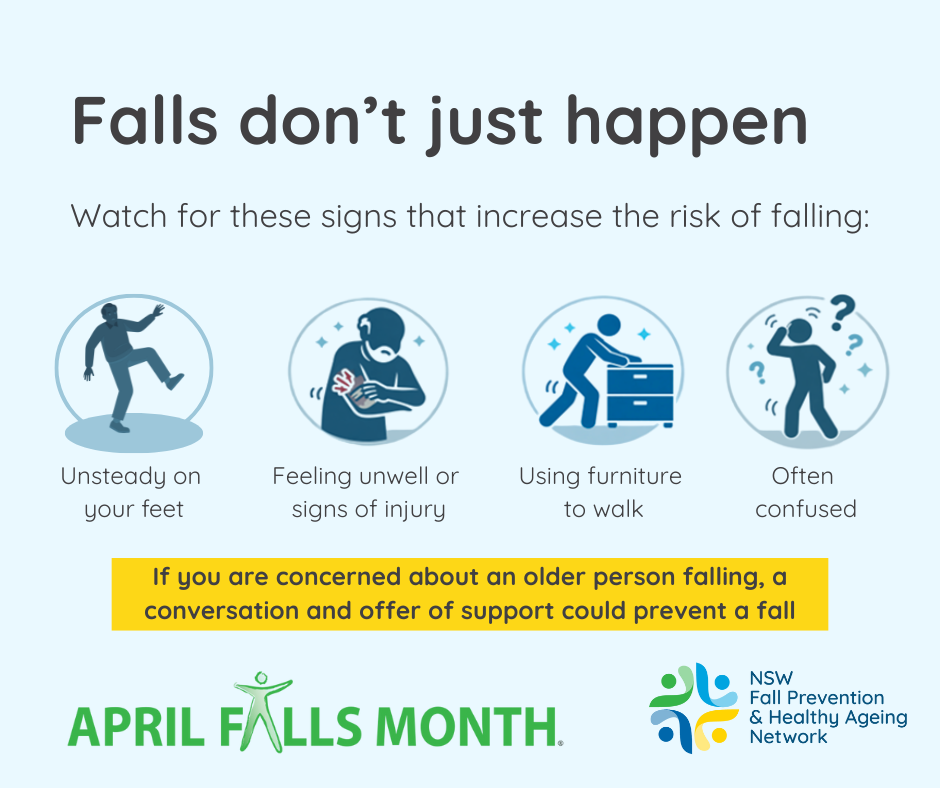 Falls don’t just happen
Watch for these signs that increase the risk of falling:
Unsteady on
your feet
Feeling unwell or
signs of injury
Using furniture
to walk
Often
confused
If you are concerned about an older person falling, a
conversation and offer of support could prevent a fall
APRIL FALLS MONTH®
NSW
Fall Prevention
& Healthy Ageing
Network